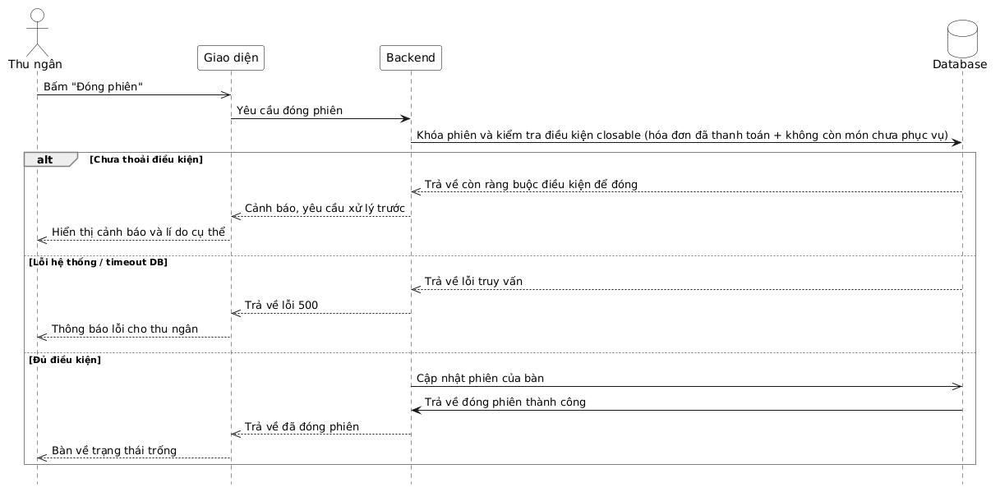 Thu ngân
Giao diện
Backend
Database
Bấm "Đóng phiên"
Yêu cầu đóng phiên
Khóa phiên và kiểm tra điều kiện closable (hóa đơn đã thanh toán + không còn món chưa phục vụ)
alt
[Chưa thoải điều kiện]
Trả về còn ràng buộc điều kiện để đóng
Cảnh báo, yêu cầu xử lý trước
Hiển thị cảnh báo và lí do cụ thể
[Lỗi hệ thống / timeout DB]
Trả về lỗi truy vấn
Trả về lỗi 500
Thông báo lỗi cho thu ngân
[Đủ điều kiện]
Cập nhật phiên của bàn
Trả về đóng phiên thành công
Trả về đã đóng phiên
Bàn về trạng thái trống